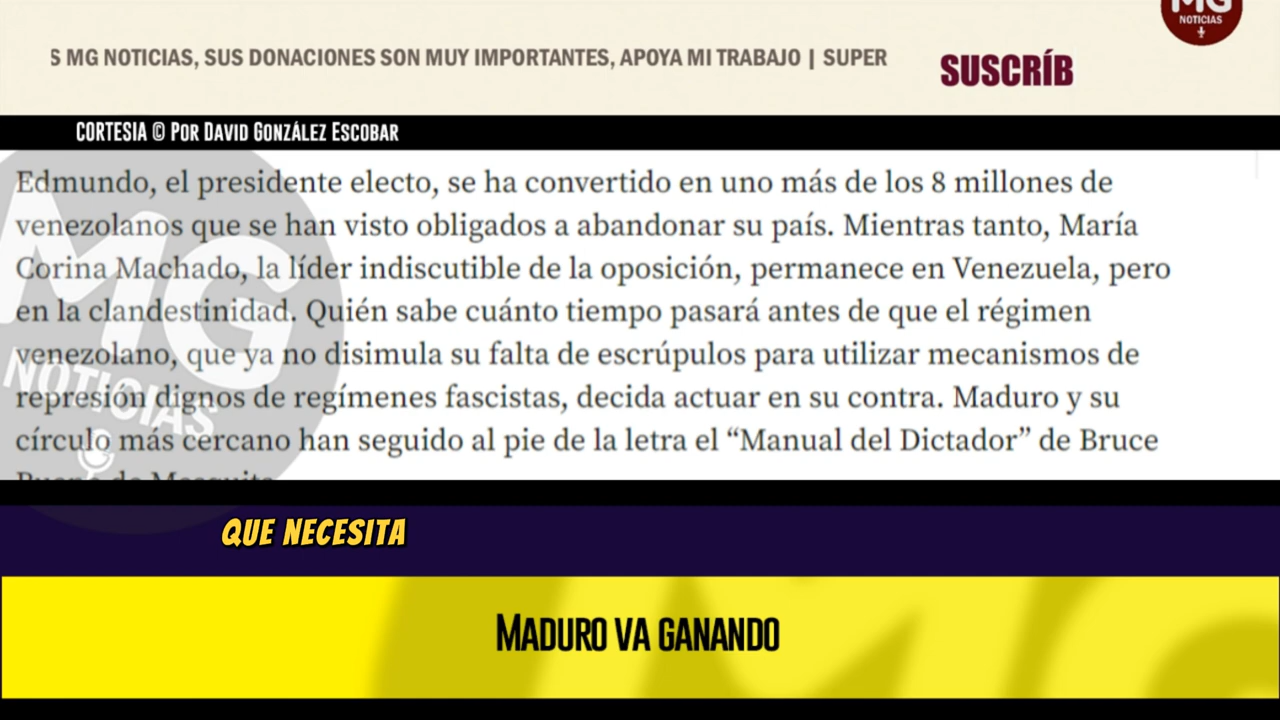 MG
NOTICIAS
S MG NOTICIAS, SUS DONACIONES SON MUY IMPORTANTES, APOYA MI TRABAJO | SUPER
SUSCRÍB
CORTESIA © POR DAVID GONZÁLEZ ESCOBAR
Edmundo, el presidente electo, se ha convertido en uno más de los 8 millones de
venezolanos que se han visto obligados a abandonar su país. Mientras tanto, María
Corina Machado, la líder indiscutible de la oposición, permanece en Venezuela, pero
en la clandestinidad. Quién sabe cuánto tiempo pasará antes de que el régimen
venezolano, que ya no disimula su falta de escrúpulos para utilizar mecanismos de
represión dignos de regímenes fascistas, decida actuar en su contra. Maduro y su
círculo más cercano han seguido al pie de la letra el “Manual del Dictador” de Bruce
MG
NOTICIAS
QUE NECESITA
MADURO VA GANANDO